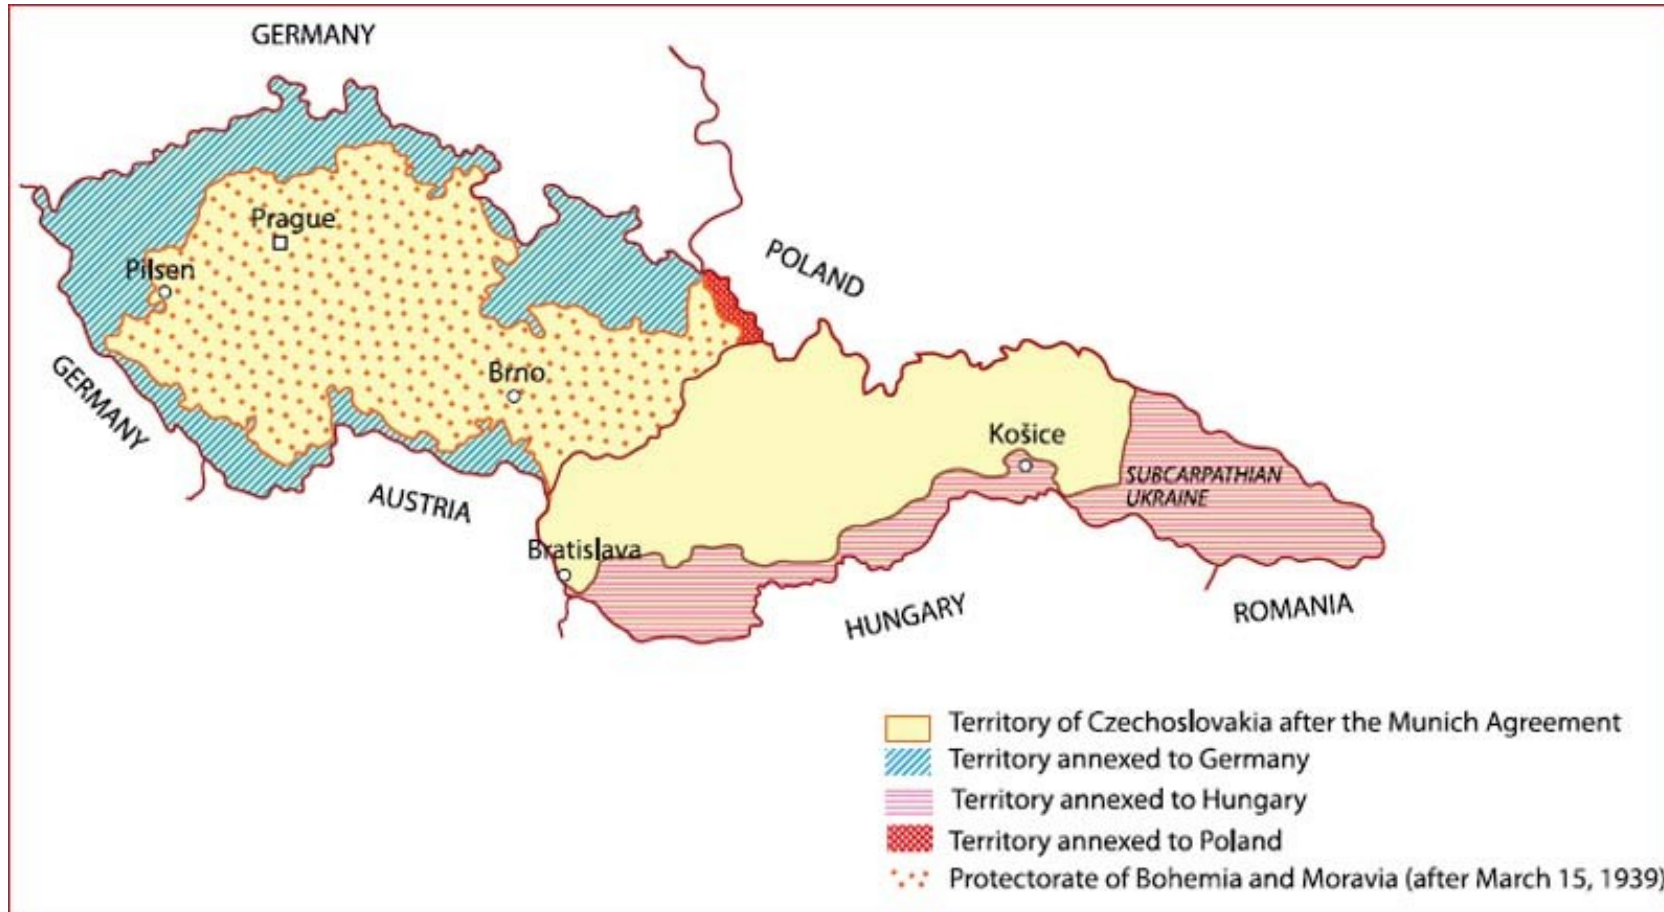 GERMANY
POLAND
Prague
Pilsen
GERMANY
Brno
Košice
SUBCARPATHIAN
UKRAINE
AUSTRIA
Bratislava
HUNGARY
ROMANIA
Territory of Czechoslovakia after the Munich Agreement
Territory annexed to Germany
Territory annexed to Hungary
Territory annexed to Poland
Protectorate of Bohemia and Moravia (after March 15, 1939)